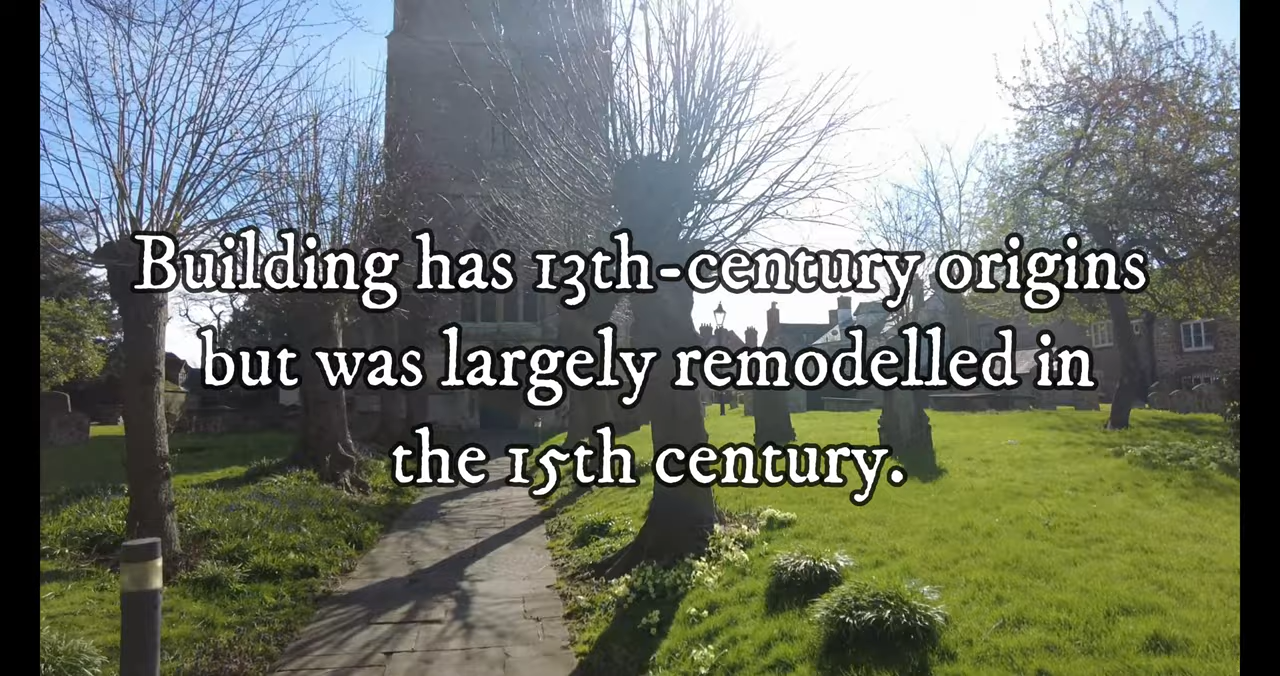 Building has 13th-century origins
but was largely remodelled in
the 15th century.